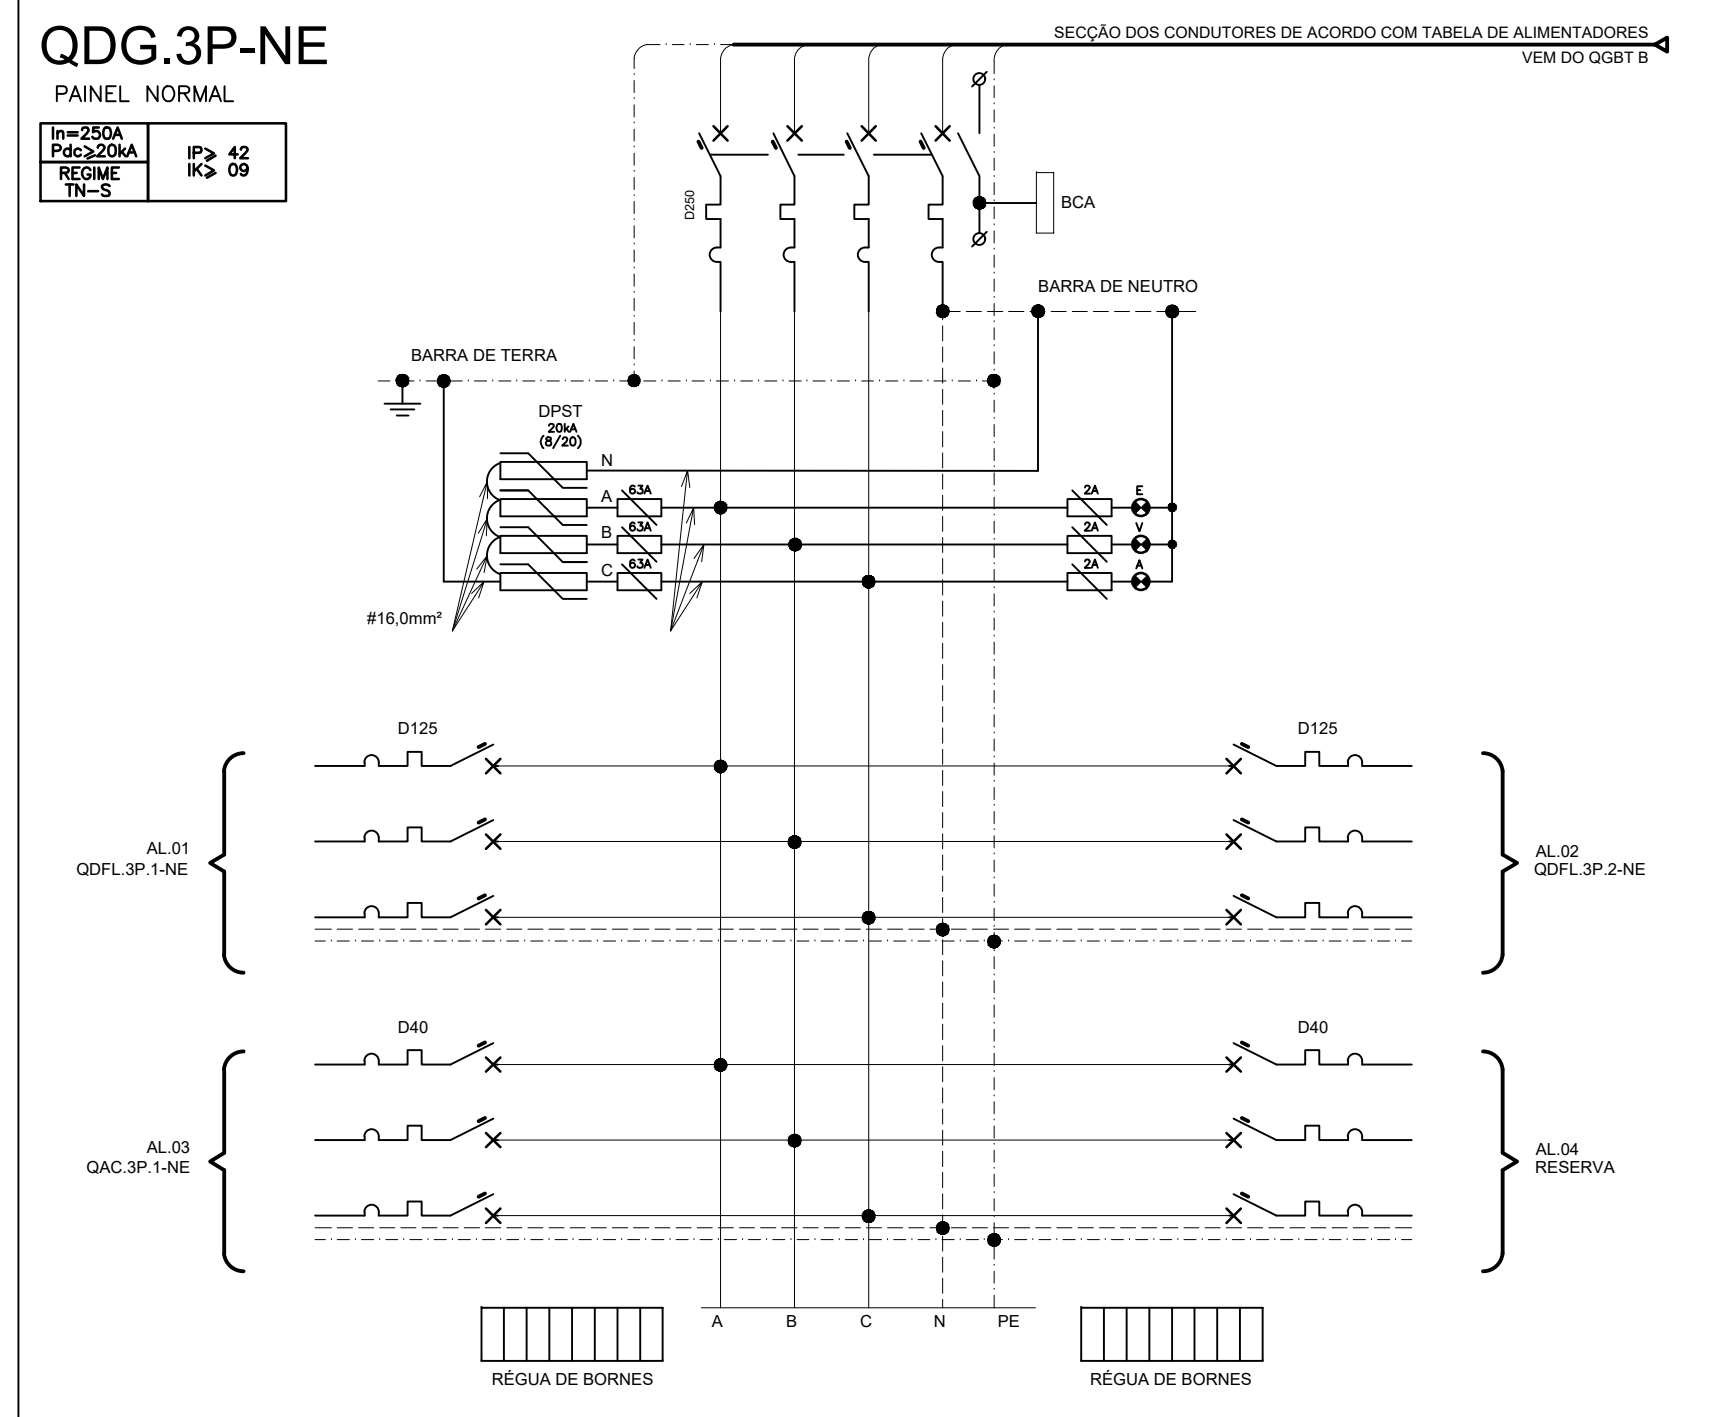 QDG.3P-NE
PAINEL NORMAL
In=250A
Pdc≥20kA
REGIME
TN-S
IP≥ 42
IK≥ 09
SECÇÃO DOS CONDUTORES DE ACORDO COM TABELA DE ALIMENTADORES
VEM DO QGBT B
D250
BCA
BARRA DE NEUTRO
BARRA DE TERRA
DPST
20kA
(8/20)
N
A 63A 2A E
B 63A 2A V
C 63A 2A A
#16,0mm²
D125
D125
AL.01
QDFL.3P.1-NE
AL.02
QDFL.3P.2-NE
D40
D40
AL.03
QAC.3P.1-NE
AL.04
RESERVA
A B C N PE
RÉGUA DE BORNES
RÉGUA DE BORNES